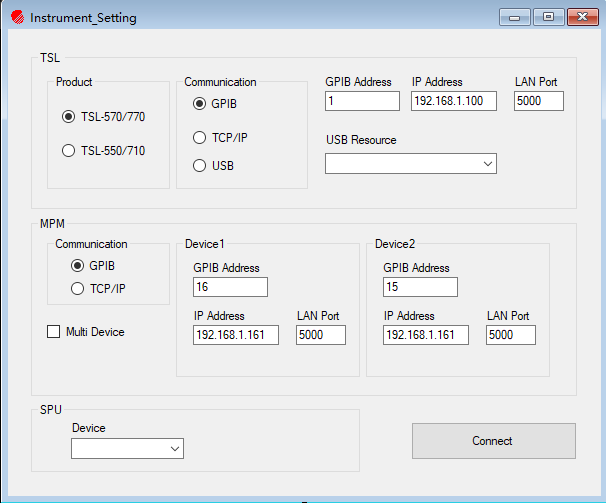 Instrument_Setting
TSL
Product
TSL-570/770
TSL-550/710
Communication
GPIB
TCP/IP
USB
GPIB Address
1
IP Address
192.168.1.100
LAN Port
5000
USB Resource
MPM
Communication
GPIB
TCP/IP
Multi Device
Device1
GPIB Address
16
IP Address
192.168.1.161
LAN Port
5000
Device2
GPIB Address
15
IP Address
192.168.1.161
LAN Port
5000
SPU
Device
Connect